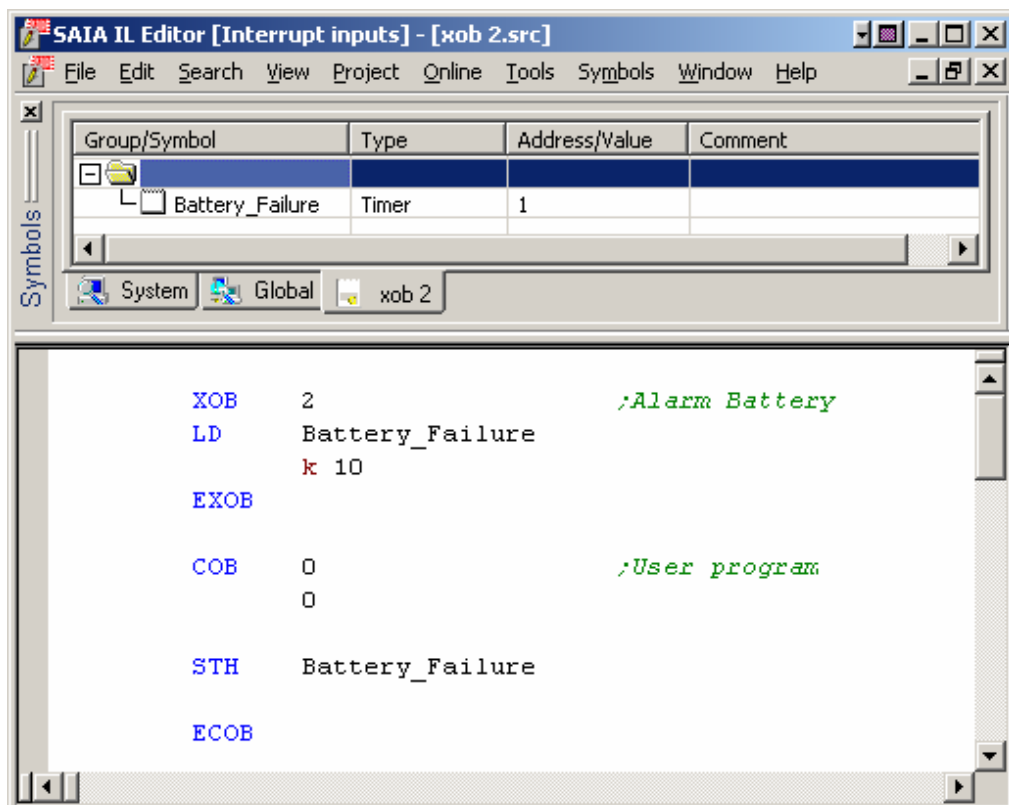 SAIA IL Editor [Interrupt inputs] - [xob 2.src]
File Edit Search View Project Online Tools Symbols Window Help
Group/Symbol Type Address/Value Comment
Battery_Failure Timer 1
Symbols
System Global xob 2
XOB 2 ;Alarm Battery
LD Battery_Failure
k 10
EXOB
COB 0 ;User program
0
STH Battery_Failure
ECOB